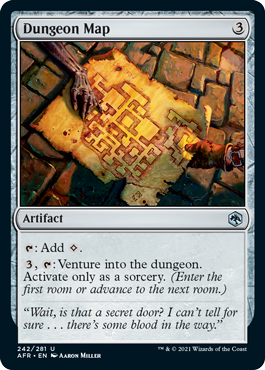 Dungeon Map 3
Artifact
: Add .
3, : Venture into the dungeon.
Activate only as a sorcery. (Enter the
first room or advance to the next room.)
“Wait, is that a secret door? I can’t tell for
sure . . . there’s some blood in the way.”
242/281 U
AFR • EN Aaron Miller
™ & © 2021 Wizards of the Coast